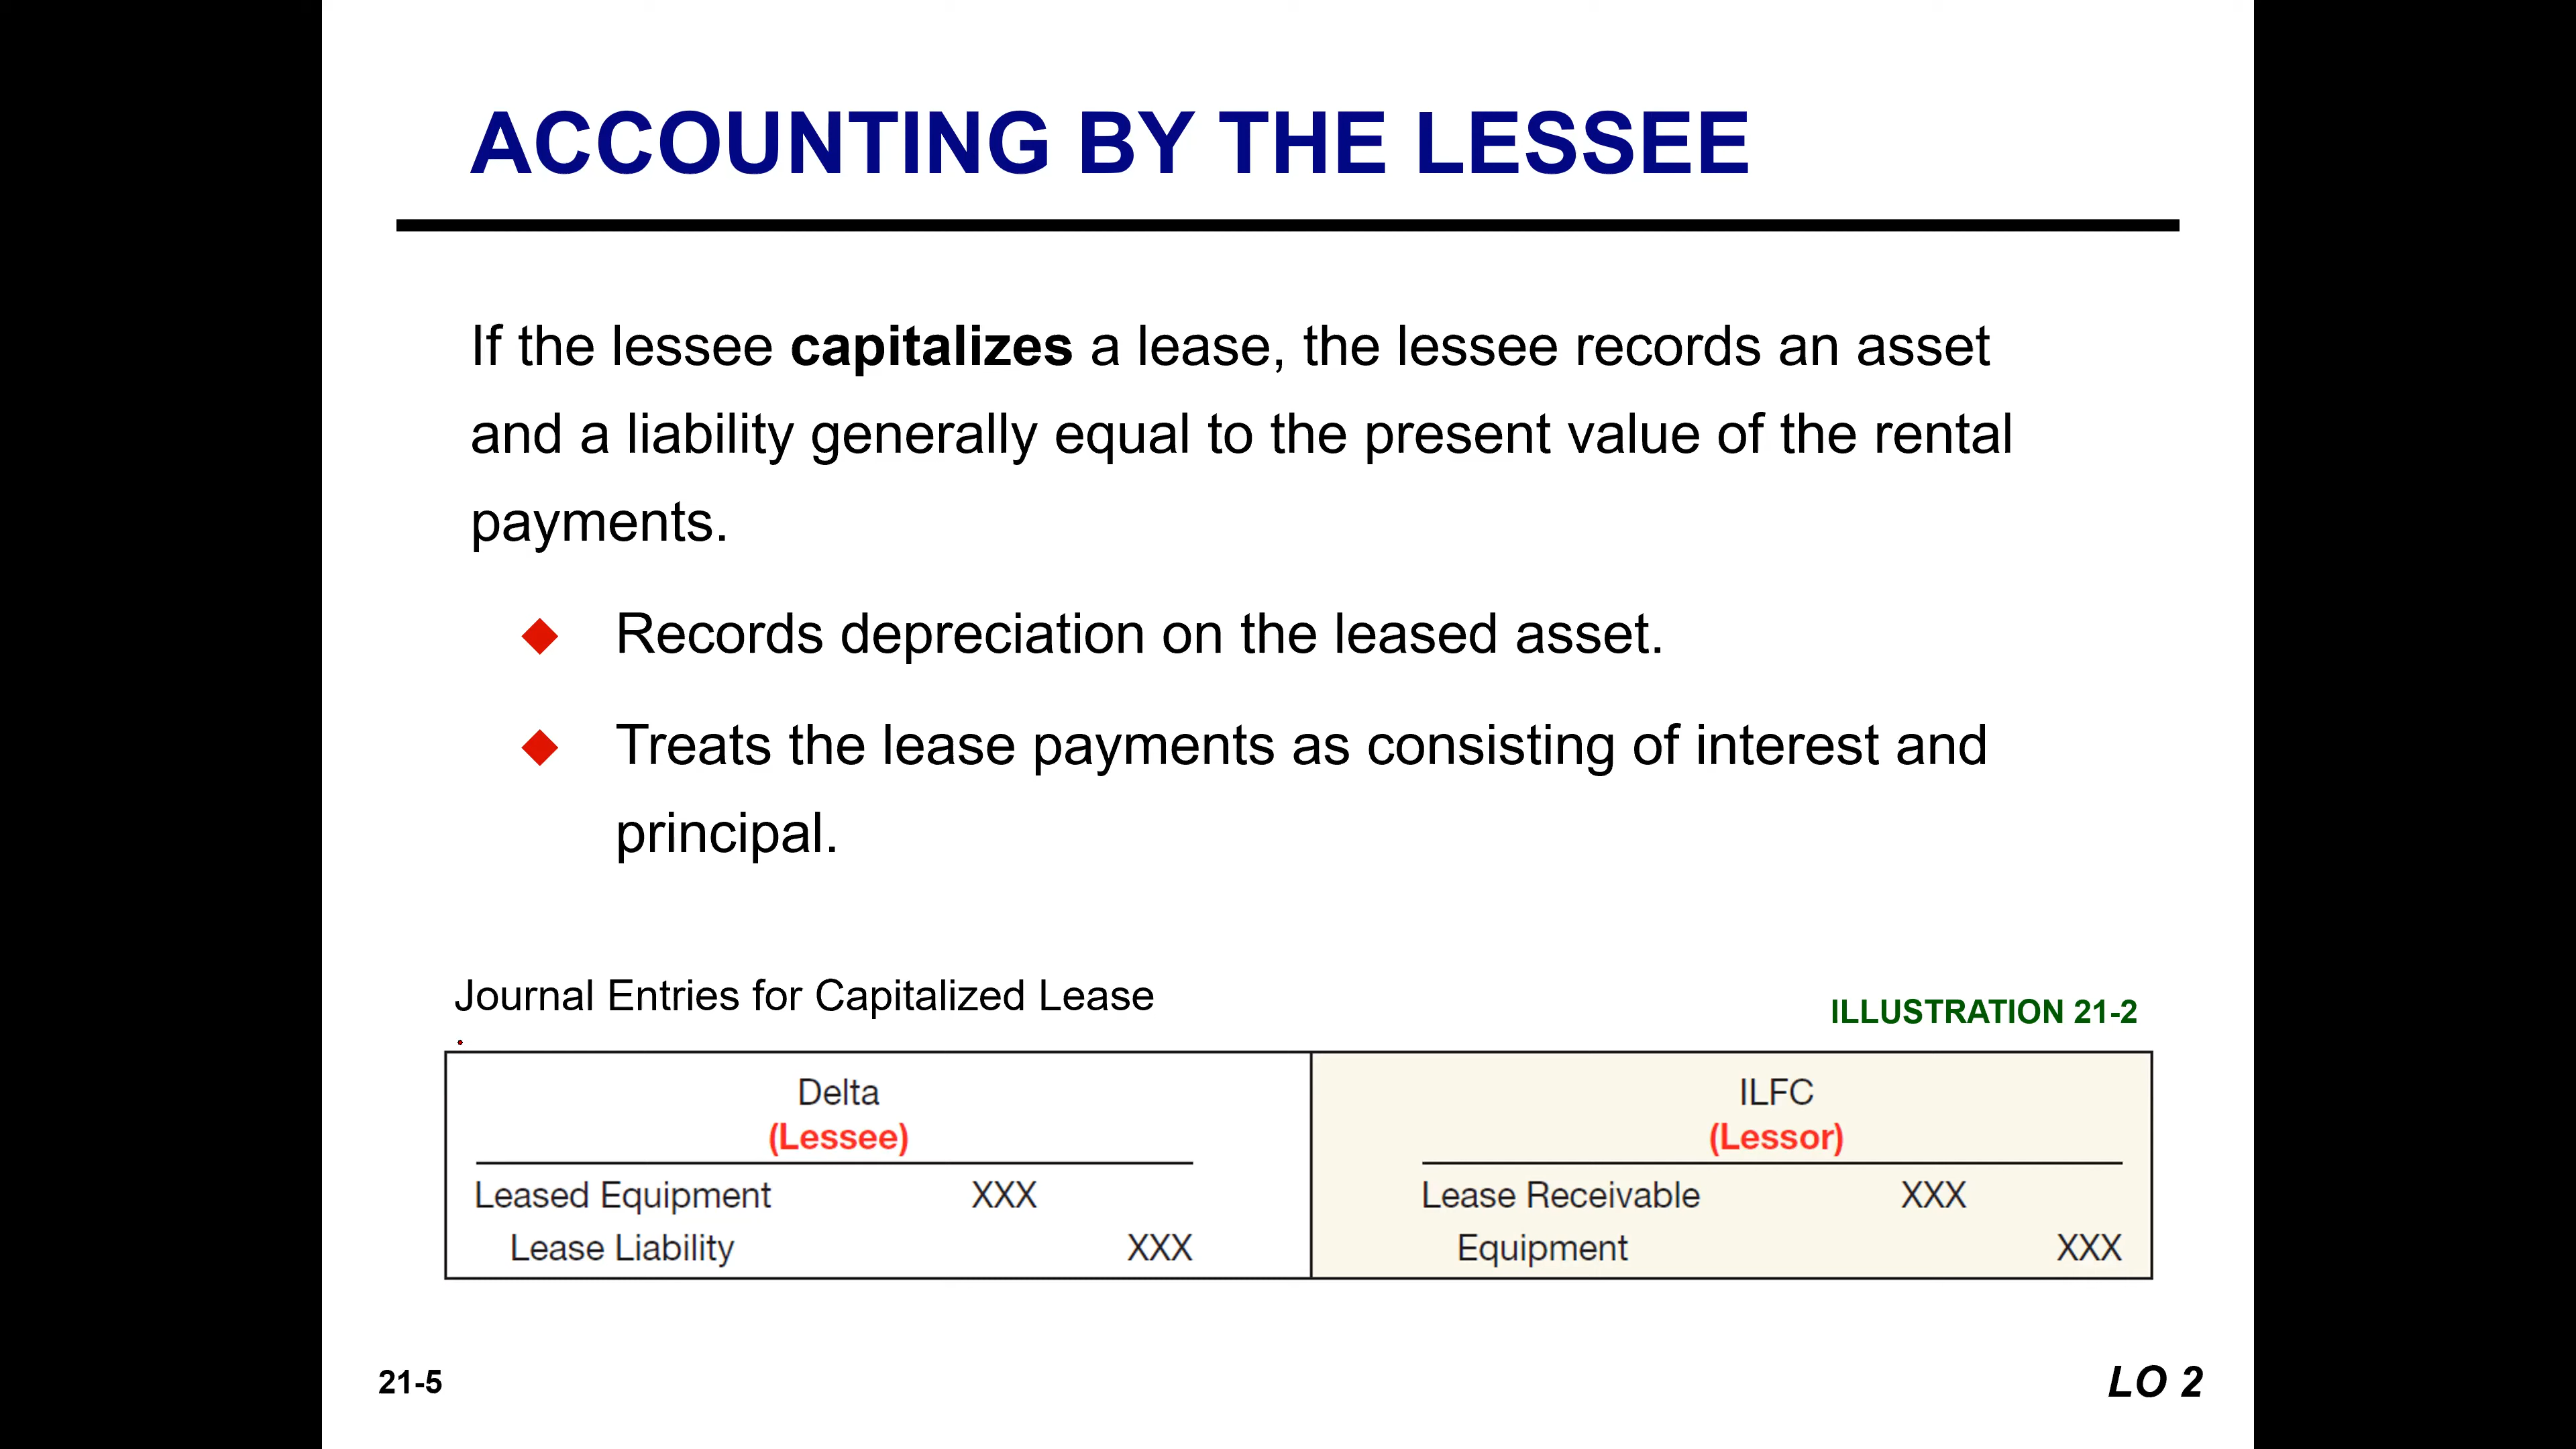 ACCOUNTING BY THE LESSEE
If the lessee capitalizes a lease, the lessee records an asset
and a liability generally equal to the present value of the rental
payments.
Records depreciation on the leased asset.
Treats the lease payments as consisting of interest and
principal.
Journal Entries for Capitalized Lease
ILLUSTRATION 21-2
Delta
(Lessee)
Leased Equipment XXX
Lease Liability XXX
ILFC
(Lessor)
Lease Receivable XXX
Equipment XXX
21-5
LO 2